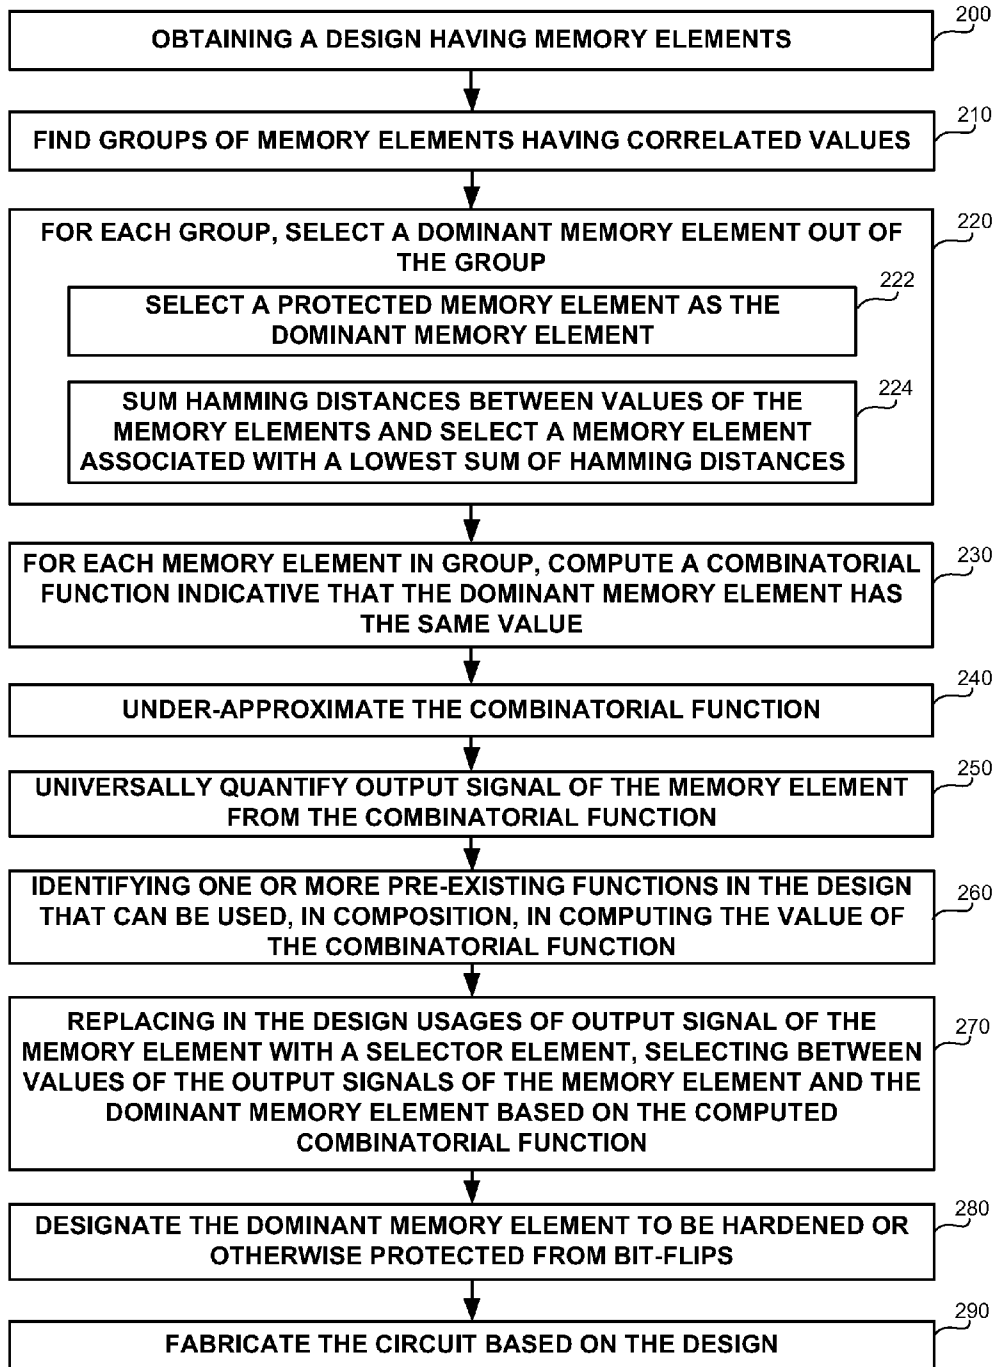 200
OBTAINING A DESIGN HAVING MEMORY ELEMENTS
210
FIND GROUPS OF MEMORY ELEMENTS HAVING CORRELATED VALUES
220
FOR EACH GROUP, SELECT A DOMINANT MEMORY ELEMENT OUT OF
THE GROUP
222
SELECT A PROTECTED MEMORY ELEMENT AS THE
DOMINANT MEMORY ELEMENT
224
SUM HAMMING DISTANCES BETWEEN VALUES OF THE
MEMORY ELEMENTS AND SELECT A MEMORY ELEMENT
ASSOCIATED WITH A LOWEST SUM OF HAMMING DISTANCES
230
FOR EACH MEMORY ELEMENT IN GROUP, COMPUTE A COMBINATORIAL
FUNCTION INDICATIVE THAT THE DOMINANT MEMORY ELEMENT HAS
THE SAME VALUE
240
UNDER-APPROXIMATE THE COMBINATORIAL FUNCTION
250
UNIVERSALLY QUANTIFY OUTPUT SIGNAL OF THE MEMORY ELEMENT
FROM THE COMBINATORIAL FUNCTION
260
IDENTIFYING ONE OR MORE PRE-EXISTING FUNCTIONS IN THE DESIGN
THAT CAN BE USED, IN COMPOSITION, IN COMPUTING THE VALUE OF
THE COMBINATORIAL FUNCTION
270
REPLACING IN THE DESIGN USAGES OF OUTPUT SIGNAL OF THE
MEMORY ELEMENT WITH A SELECTOR ELEMENT, SELECTING BETWEEN
VALUES OF THE OUTPUT SIGNALS OF THE MEMORY ELEMENT AND THE
DOMINANT MEMORY ELEMENT BASED ON THE COMPUTED
COMBINATORIAL FUNCTION
280
DESIGNATE THE DOMINANT MEMORY ELEMENT TO BE HARDENED OR
OTHERWISE PROTECTED FROM BIT-FLIPS
290
FABRICATE THE CIRCUIT BASED ON THE DESIGN